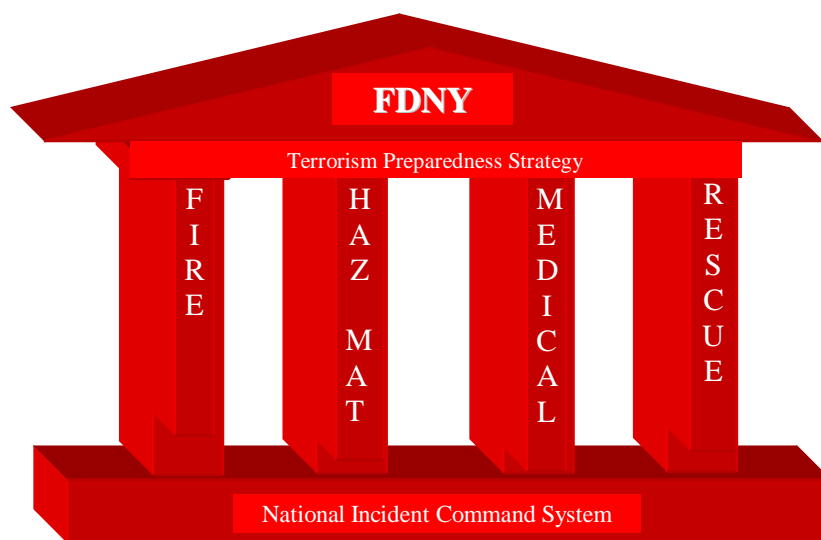 FDNY
Terrorism Preparedness Strategy
FIRE
HAZ MAT
MEDICAL
RESCUE
National Incident Command System